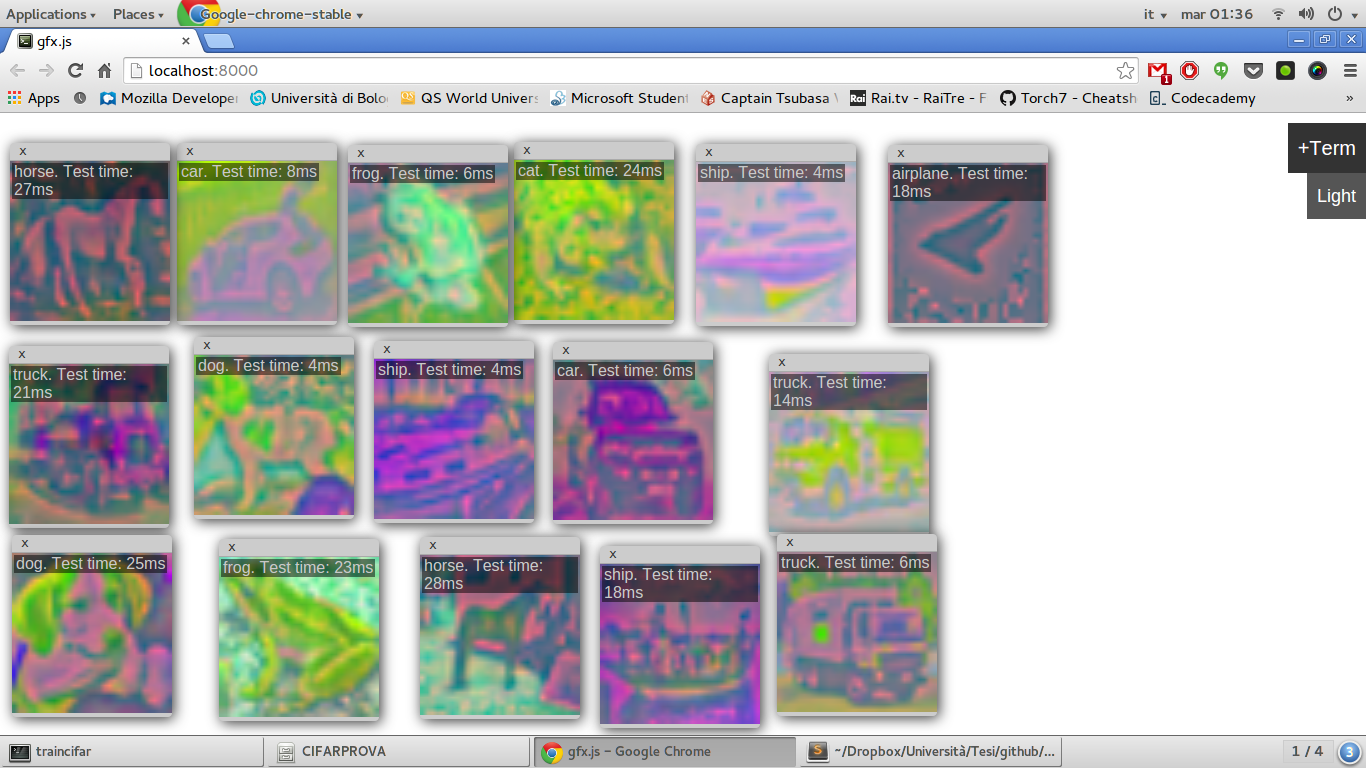 Applications Places Google-chrome-stable it mar 01:36
gfx.js
localhost:8000
Apps Mozilla Developer Università di Bolo QS World Univers Microsoft Student Captain Tsubasa Rai Rai.tv - RaiTre - F Torch7 - Cheatsh Codecademy »
+Term
Light
x
horse. Test time:
27ms
x
car. Test time: 8ms
x
frog. Test time: 6ms
x
cat. Test time: 24ms
x
ship. Test time: 4ms
x
airplane. Test time:
18ms
x
truck. Test time:
21ms
x
dog. Test time: 4ms
x
ship. Test time: 4ms
x
car. Test time: 6ms
x
truck. Test time:
14ms
x
dog. Test time: 25ms
x
frog. Test time: 23ms
x
horse. Test time:
28ms
x
ship. Test time:
18ms
x
truck. Test time: 6ms
traincifar CIFARPROVA gfx.js - Google Chrome ~/Dropbox/Università/Tesi/github/... 1 / 4 3